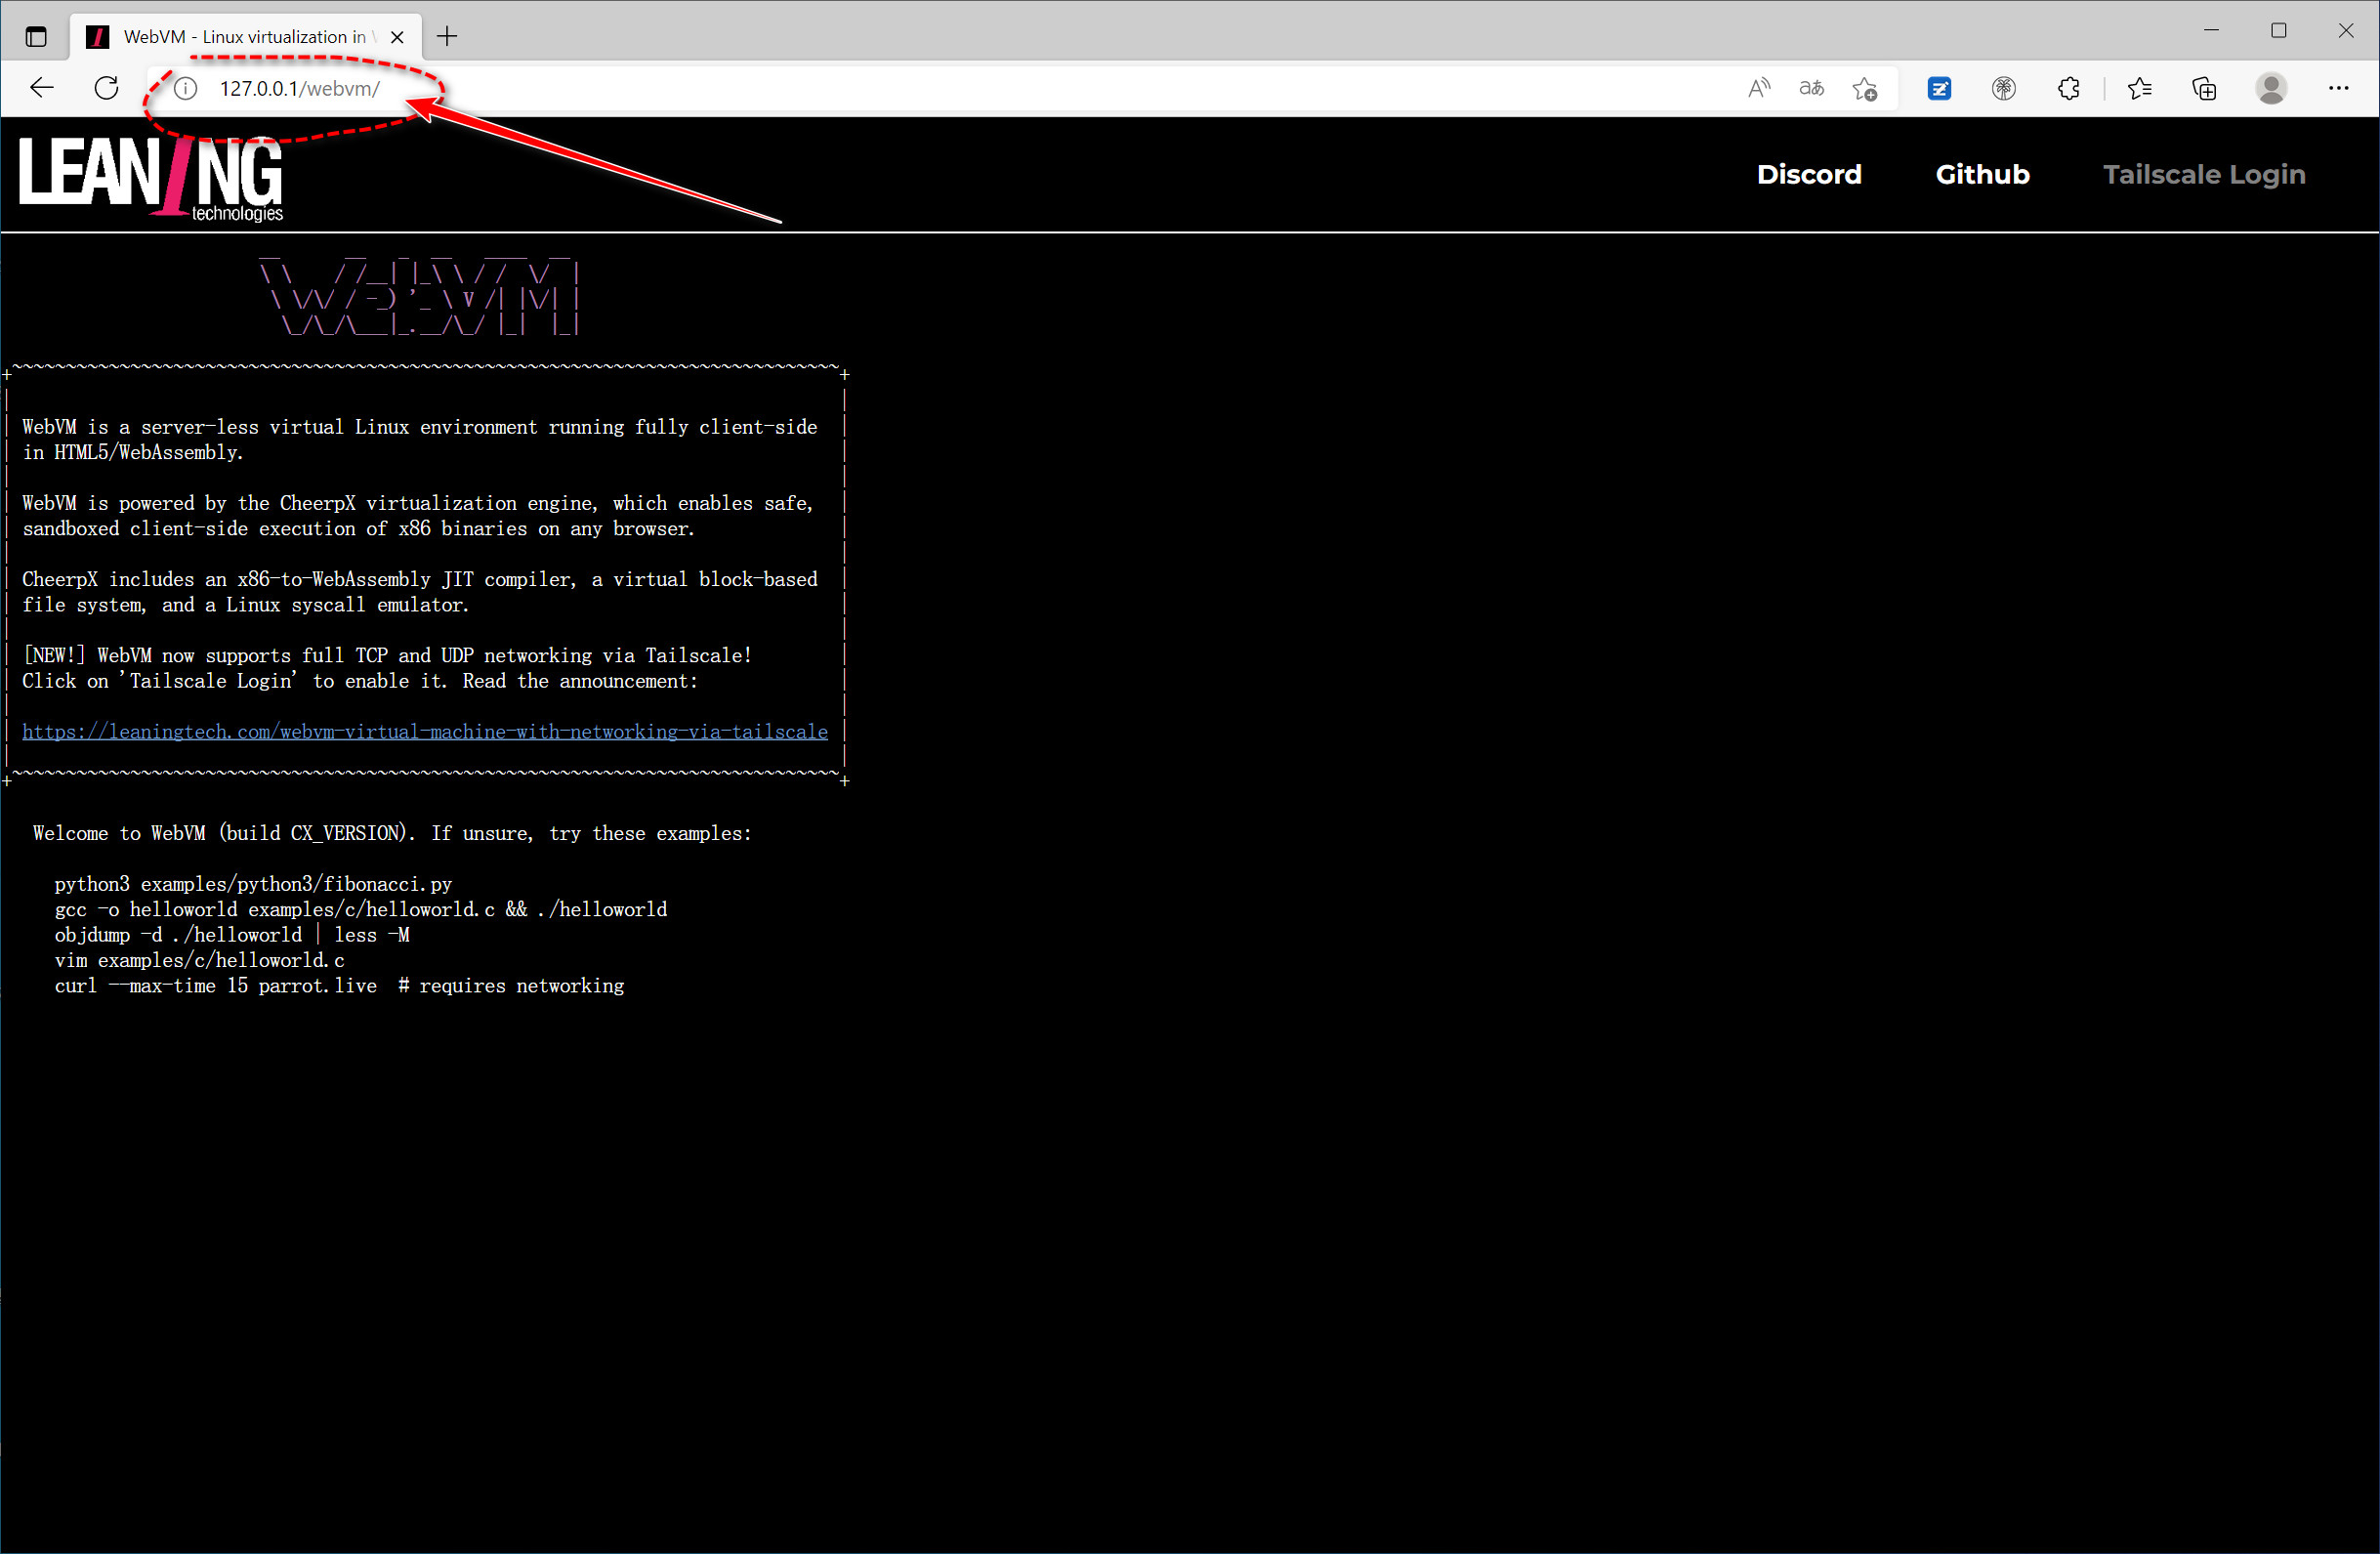 WebVM - Linux virtualization in
127.0.0.1/webvm/
LEANING
technologies
Discord
Github
Tailscale Login
WebVM
WebVM is a server-less virtual Linux environment running fully client-side
in HTML5/WebAssembly.
WebVM is powered by the CheerpX virtualization engine, which enables safe,
sandboxed client-side execution of x86 binaries on any browser.
CheerpX includes an x86-to-WebAssembly JIT compiler, a virtual block-based
file system, and a Linux syscall emulator.
[NEW!] WebVM now supports full TCP and UDP networking via Tailscale!
Click on 'Tailscale Login' to enable it. Read the announcement:
https://leaningtech.com/webvm-virtual-machine-with-networking-via-tailscale
Welcome to WebVM (build CX_VERSION). If unsure, try these examples:
python3 examples/python3/fibonacci.py
gcc -o helloworld examples/c/helloworld.c && ./helloworld
objdump -d ./helloworld | less -M
vim examples/c/helloworld.c
curl --max-time 15 parrot.live  # requires networking